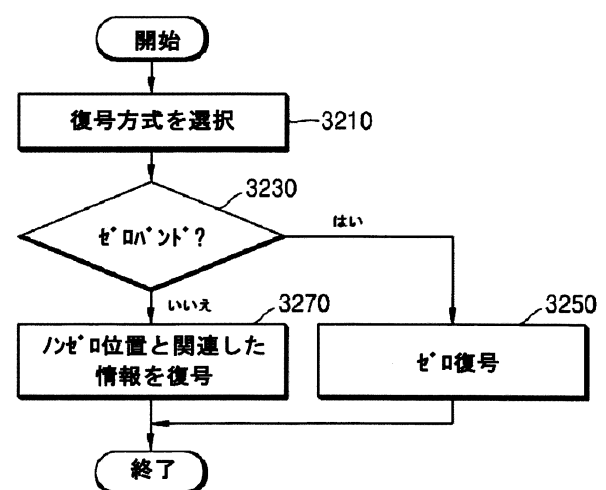 開始
復号方式を選択
3210
3230
ｾﾞﾛﾊﾞﾝﾄﾞ?
はい
いいえ
3270
3250
ﾉﾝｾﾞﾛ位置と関連した
情報を復号
ｾﾞﾛ復号
終了